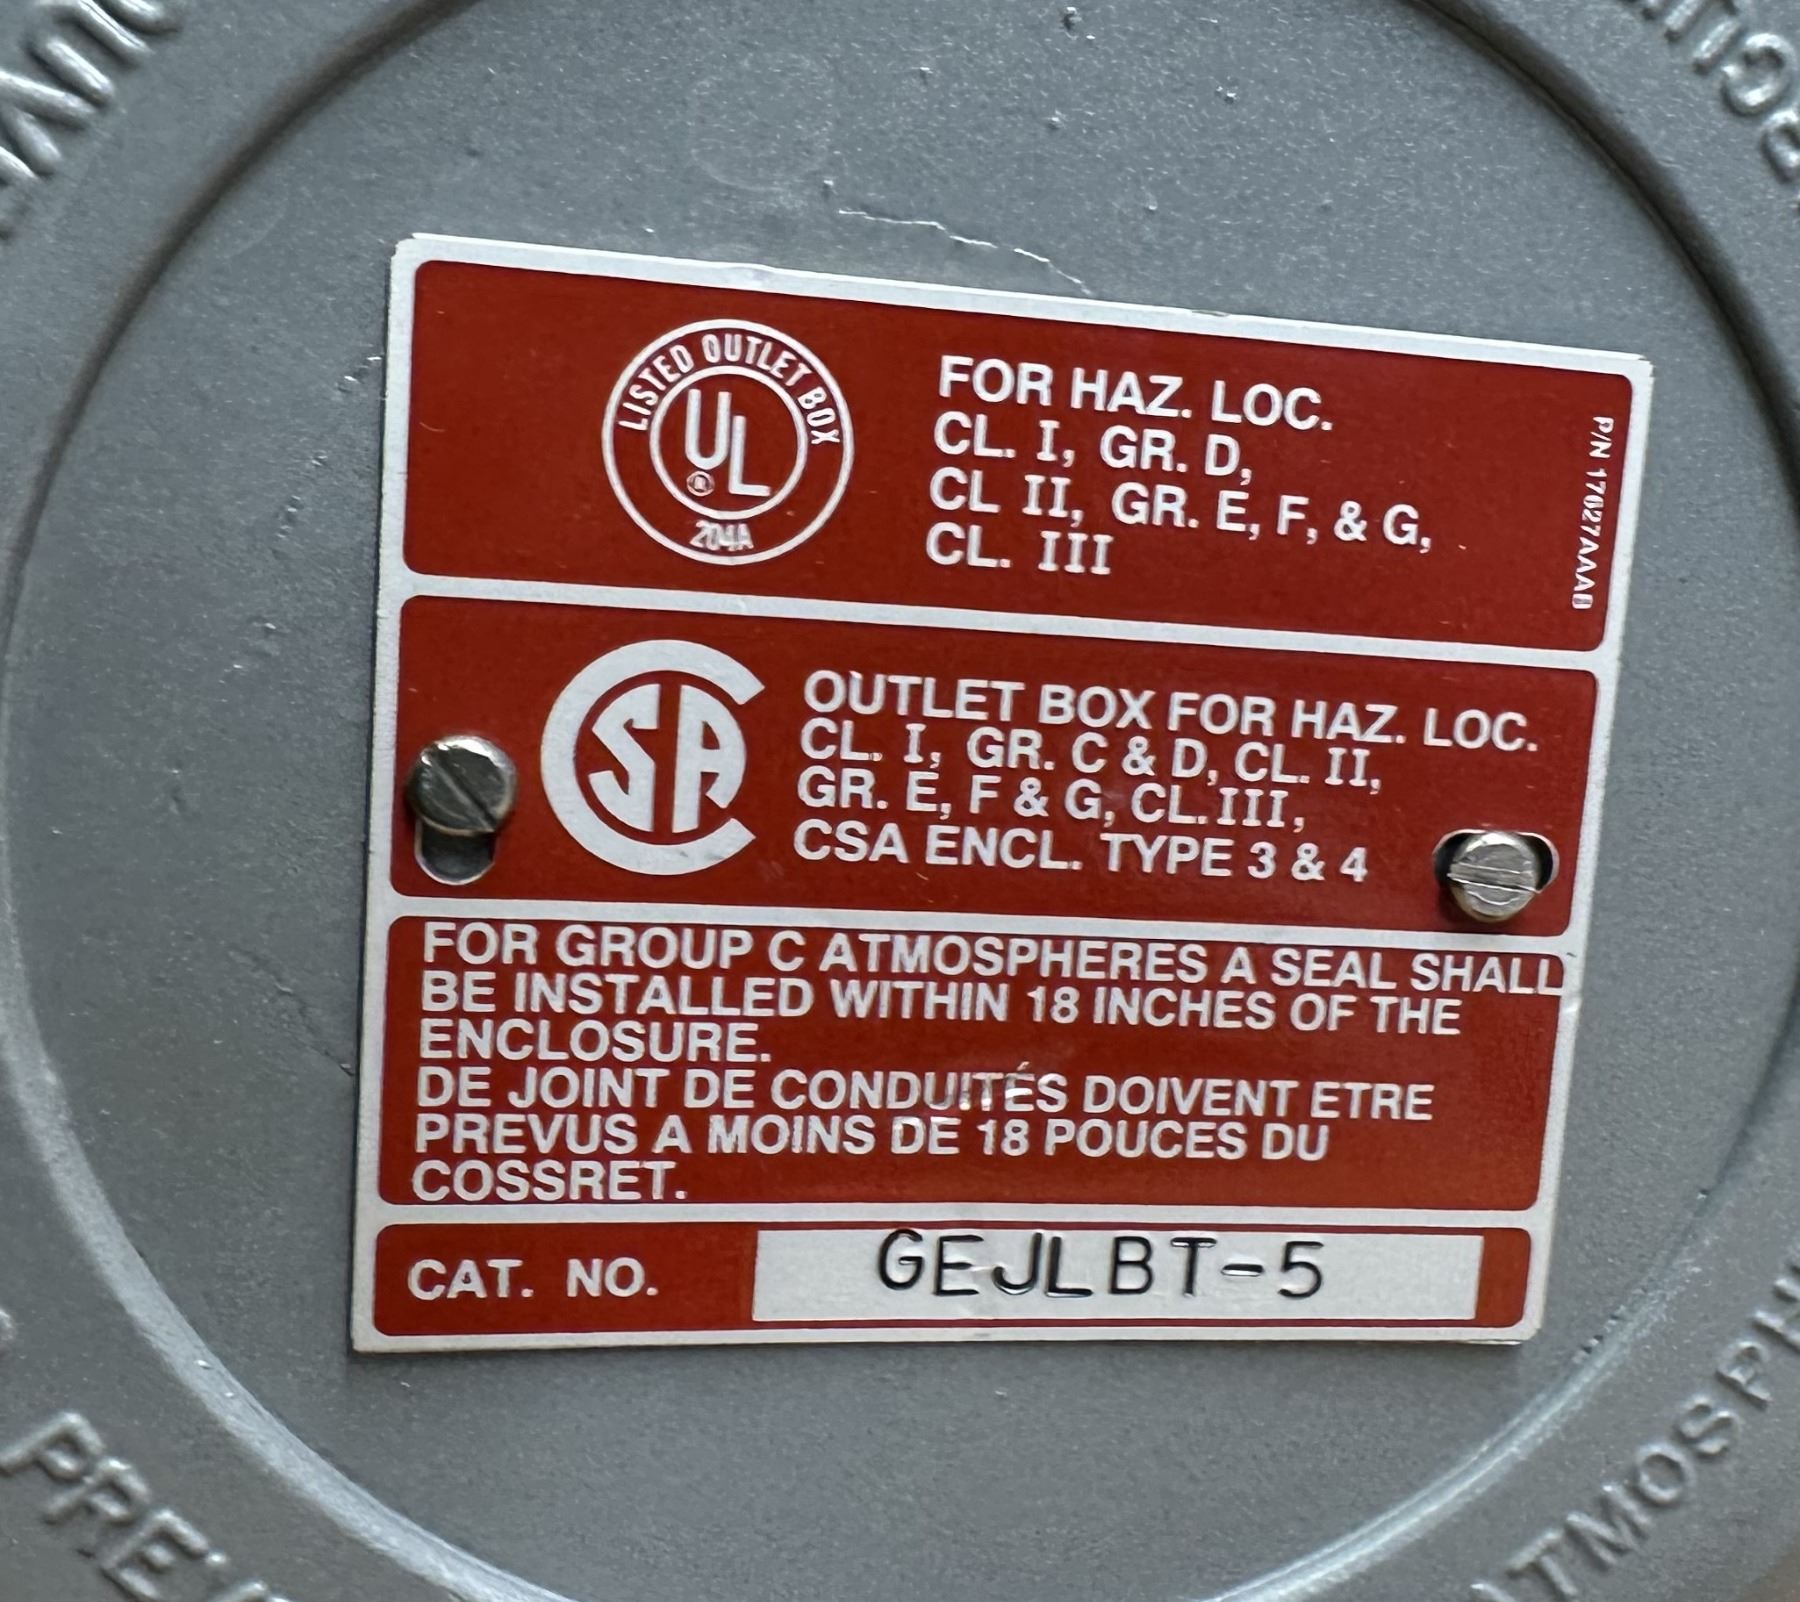 LISTED OUTLET BOX
UL
®
204A
FOR HAZ. LOC.
CL. I, GR. D,
CL II, GR. E, F, & G,
CL. III
P/N 17027AAAB
CSA
OUTLET BOX FOR HAZ. LOC.
CL. I, GR. C & D, CL. II,
GR. E, F & G, CL. III,
CSA ENCL. TYPE 3 & 4
FOR GROUP C ATMOSPHERES A SEAL SHALL
BE INSTALLED WITHIN 18 INCHES OF THE
ENCLOSURE.
DE JOINT DE CONDUITÉS DOIVENT ETRE
PREVUS A MOINS DE 18 POUCES DU
COSSRET.
CAT. NO. GEJLBT-5